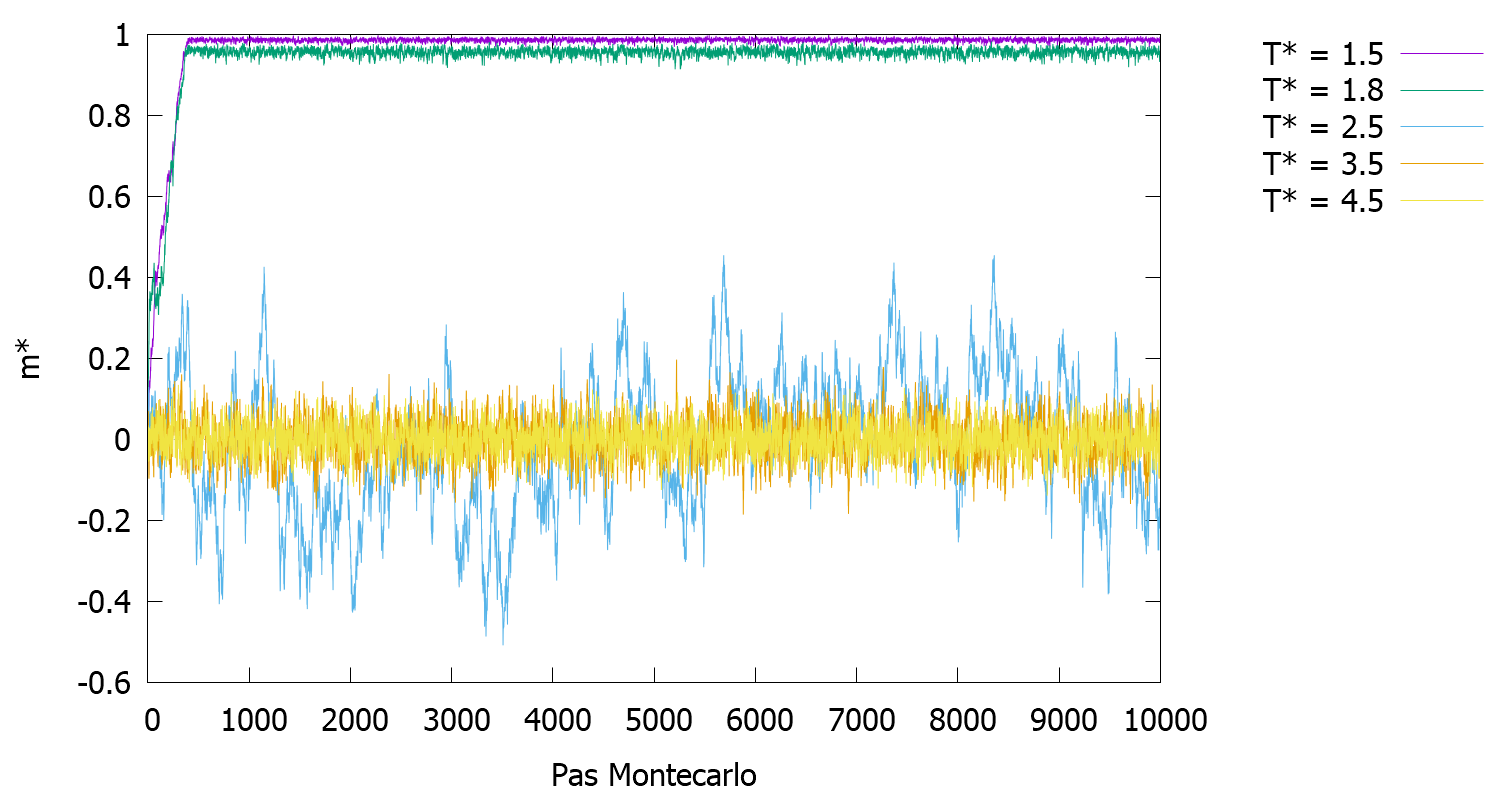 1
0.8
0.6
0.4
0.2
0
-0.2
-0.4
-0.6
m*
0 1000 2000 3000 4000 5000 6000 7000 8000 9000 10000
Pas Montecarlo
T* = 1.5
T* = 1.8
T* = 2.5
T* = 3.5
T* = 4.5